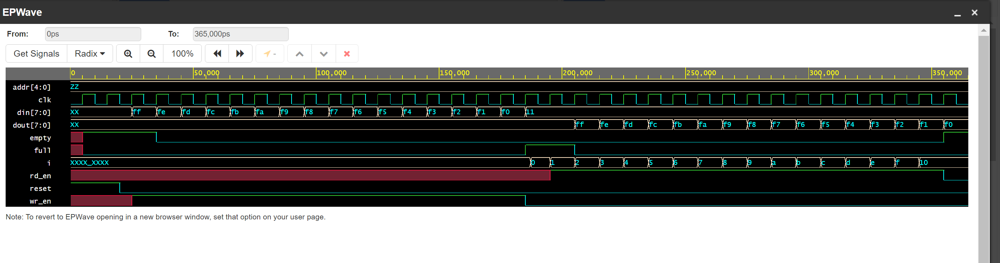 EPWave
From: 0ps To: 365,000ps
Get Signals Radix 100% -
0 50,000 100,000 150,000 200,000 250,000 300,000 350,000
addr[4:0] ZZ
clk
din[7:0] XX ff fe fd fc fb fa f9 f8 f7 f6 f5 f4 f3 f2 f1 f0 11
dout[7:0] XX ff fe fd fc fb fa f9 f8 f7 f6 f5 f4 f3 f2 f1 f0
empty
full
i XXXX_XXXX 0 1 2 3 4 5 6 7 8 9 a b c d e f 10
rd_en
reset
wr_en
Note: To revert to EPWave opening in a new browser window, set that option on your user page.